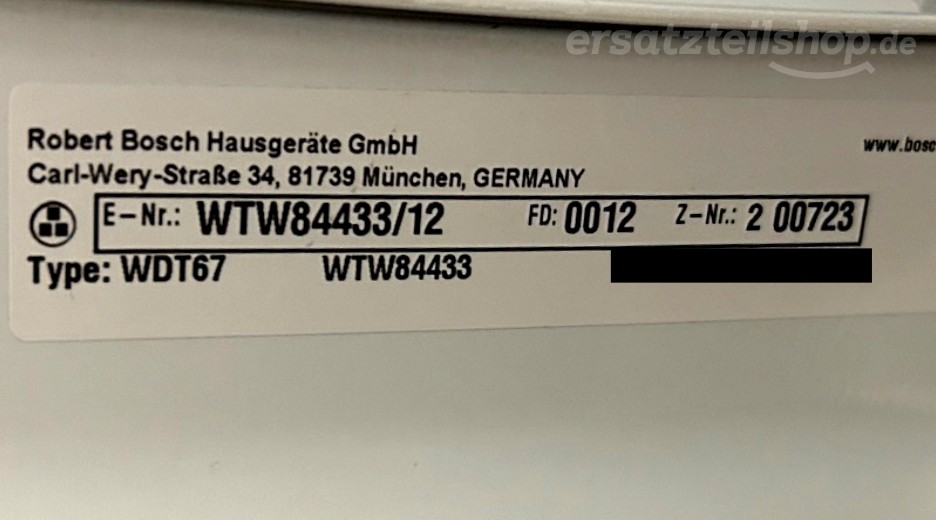 ersatzteilshop.de
Robert Bosch Hausgeräte GmbH
www.bosc
Carl-Wery-Straße 34, 81739 München, GERMANY
E-Nr.: WTW84433/12 FD: 0012 Z-Nr.: 2 00723
Type: WDT67 WTW84433